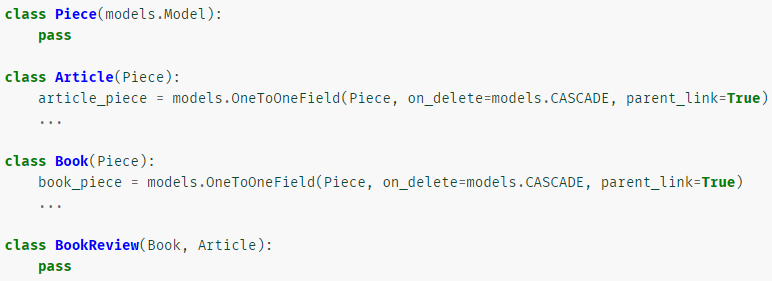 class Piece(models.Model):
    pass

class Article(Piece):
    article_piece = models.OneToOneField(Piece, on_delete=models.CASCADE, parent_link=True)
    ...

class Book(Piece):
    book_piece = models.OneToOneField(Piece, on_delete=models.CASCADE, parent_link=True)
    ...

class BookReview(Book, Article):
    pass